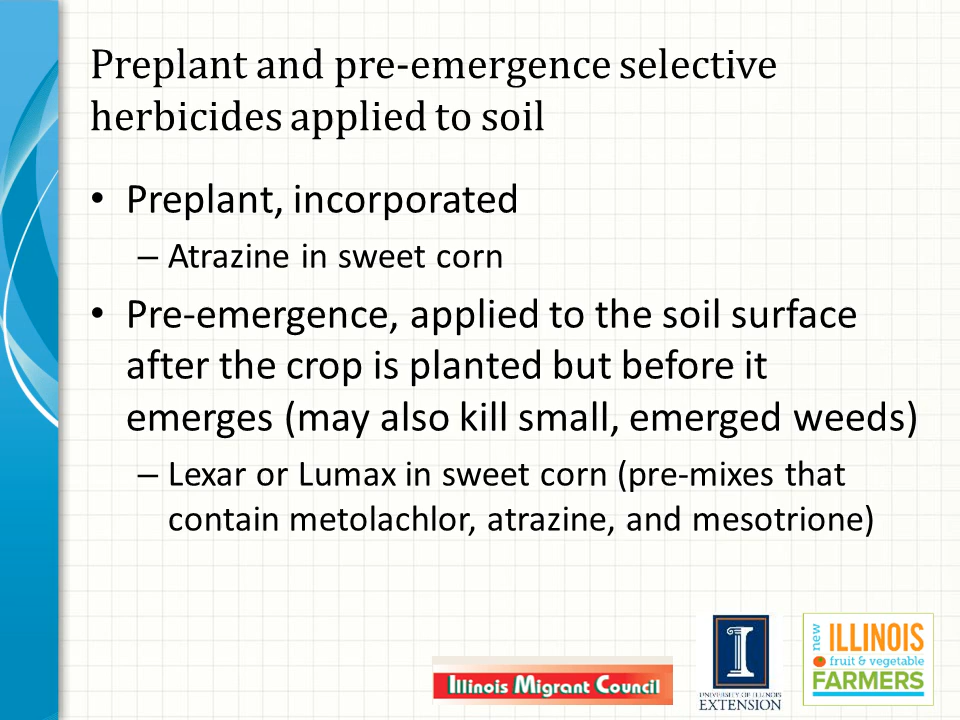 Preplant and pre-emergence selective
herbicides applied to soil
• Preplant, incorporated
– Atrazine in sweet corn
• Pre-emergence, applied to the soil surface
after the crop is planted but before it
emerges (may also kill small, emerged weeds)
– Lexar or Lumax in sweet corn (pre-mixes that
contain metolachlor, atrazine, and mesotrione)
Illinois Migrant Council
I
UNIVERSITY OF ILLINOIS
EXTENSION
new
ILLINOIS
fruit & vegetable
FARMERS